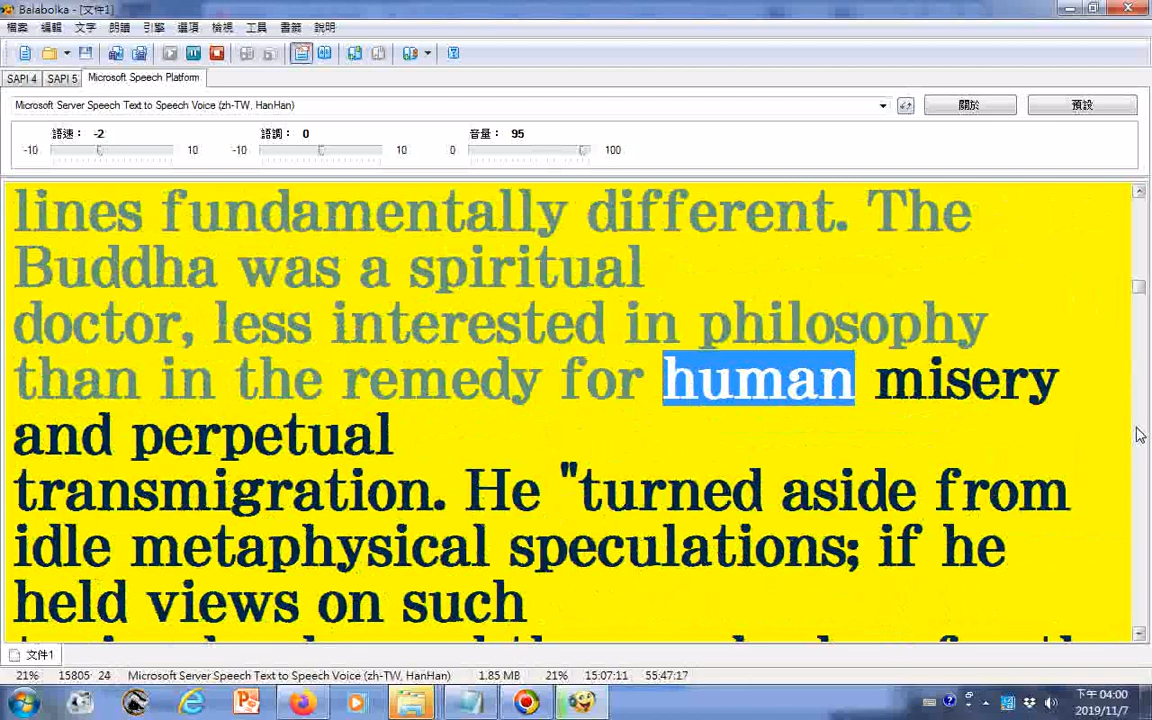 Balabolka - [文件1]
檔案 編輯 文字 朗讀 引擎 選項 檢視 工具 書籤 說明
SAPI 4 SAPI 5 Microsoft Speech Platform
Microsoft Server Speech Text to Speech Voice (zh-TW, HanHan) 關於 預設
語速： -2 語調： 0 音量： 95
-10 10 -10 10 0 100
lines fundamentally different. The
Buddha was a spiritual
doctor, less interested in philosophy
than in the remedy for human misery
and perpetual
transmigration. He "turned aside from
idle metaphysical speculations; if he
held views on such
文件1
21% 15805 24 Microsoft Server Speech Text to Speech Voice (zh-TW, HanHan) 1.85 MB 21% 15:07:11 55:47:17
下午 04:00
2019/11/7